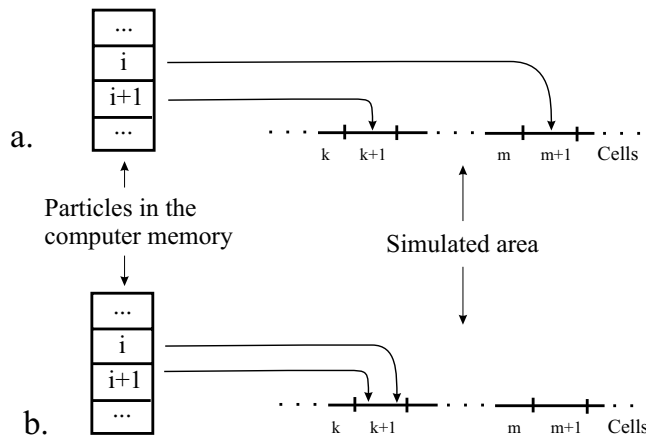 ...
i
i+1
...
a.
. . . . . . . . . . .
k k+1 m m+1 Cells
Particles in the
computer memory
Simulated area
...
i
i+1
...
b.
. . . . . . . . . . .
k k+1 m m+1 Cells